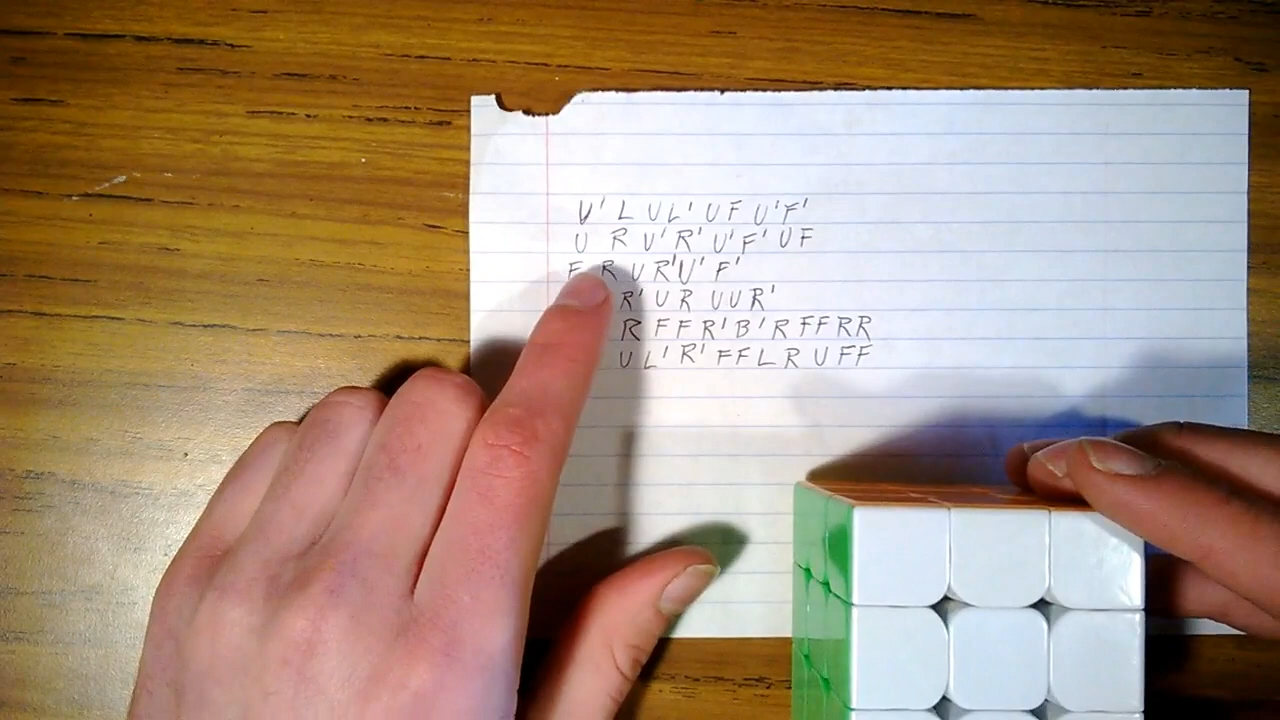 U' L U L' U F U' F'
U R U' R' U' F' U F
F R U R' U' F'
R' U R U U R'
R F F R' B' R F F R R
U L' R' F F L R U F F